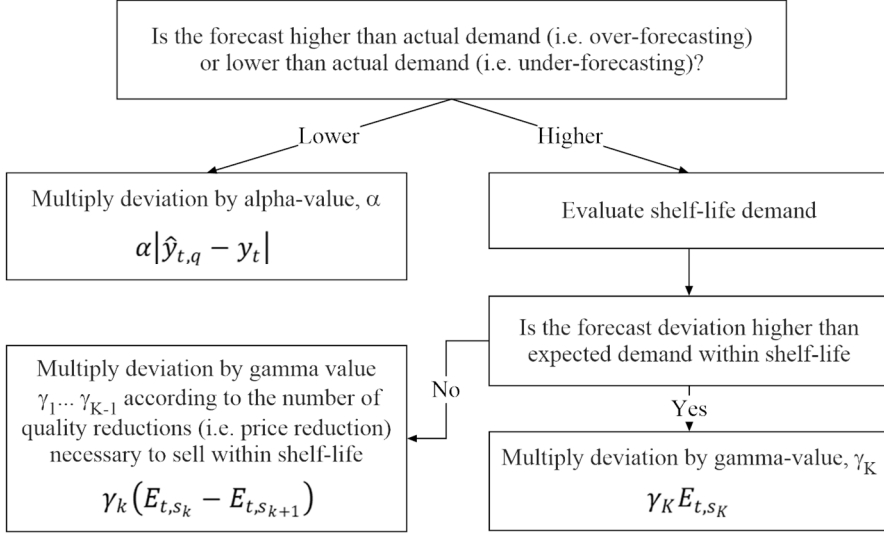 Is the forecast higher than actual demand (i.e. over-forecasting)
or lower than actual demand (i.e. under-forecasting)?
Lower
Higher
Multiply deviation by alpha-value, α
α|ŷ_{t,q} − y_t|
Evaluate shelf-life demand
Is the forecast deviation higher than
expected demand within shelf-life
No
Yes
Multiply deviation by gamma value
γ_1... γ_{K-1} according to the number of
quality reductions (i.e. price reduction)
necessary to sell within shelf-life
γ_k(E_{t,s_k} − E_{t,s_{k+1}})
Multiply deviation by gamma-value, γ_K
γ_K E_{t,s_K}